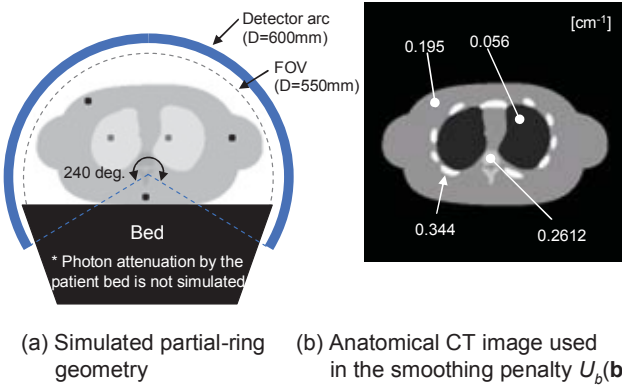 Detector arc
(D=600mm)
FOV
(D=550mm)
240 deg.
Bed
* Photon attenuation by the
patient bed is not simulated
(a) Simulated partial-ring
geometry
[cm-1]
0.195
0.056
0.344
0.2612
(b) Anatomical CT image used
in the smoothing penalty Ub(b